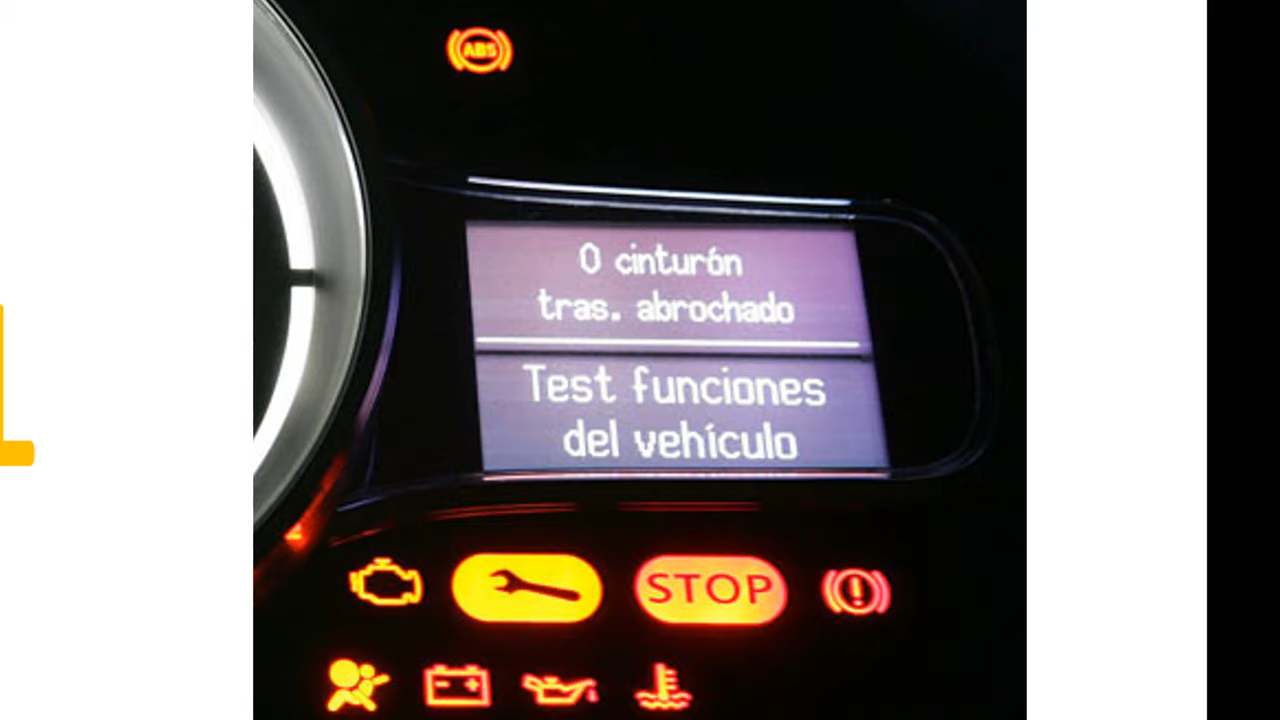 ABS
0 cinturón
tras. abrochado
Test funciones
del vehículo
STOP